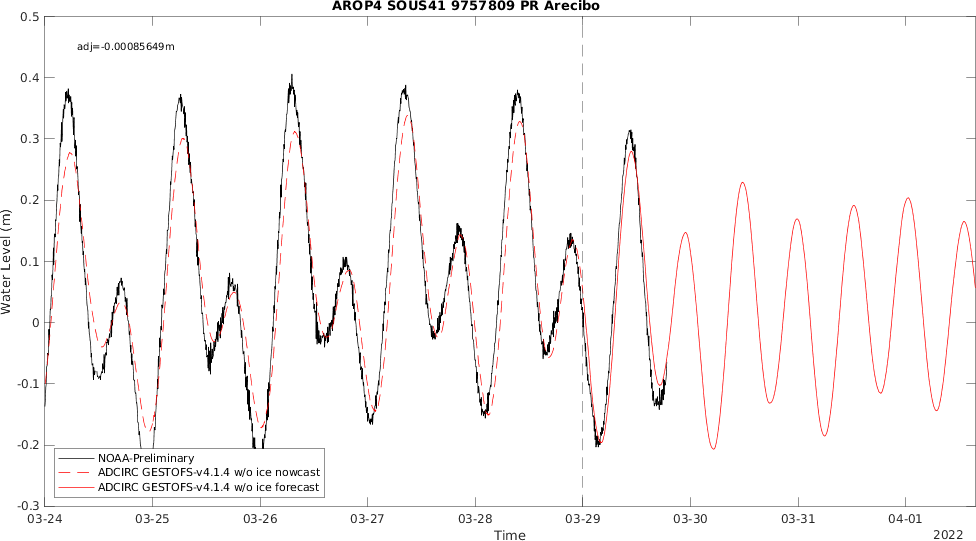 AROP4 SOUS41 9757809 PR Arecibo
0.5
adj=-0.00085649m
0.4
0.3
0.2
0.1
0
-0.1
-0.2
-0.3
Water Level (m)
NOAA-Preliminary
ADCIRC GESTOFS-v4.1.4 w/o ice nowcast
ADCIRC GESTOFS-v4.1.4 w/o ice forecast
03-24 03-25 03-26 03-27 03-28 03-29 03-30 03-31 04-01
Time
2022